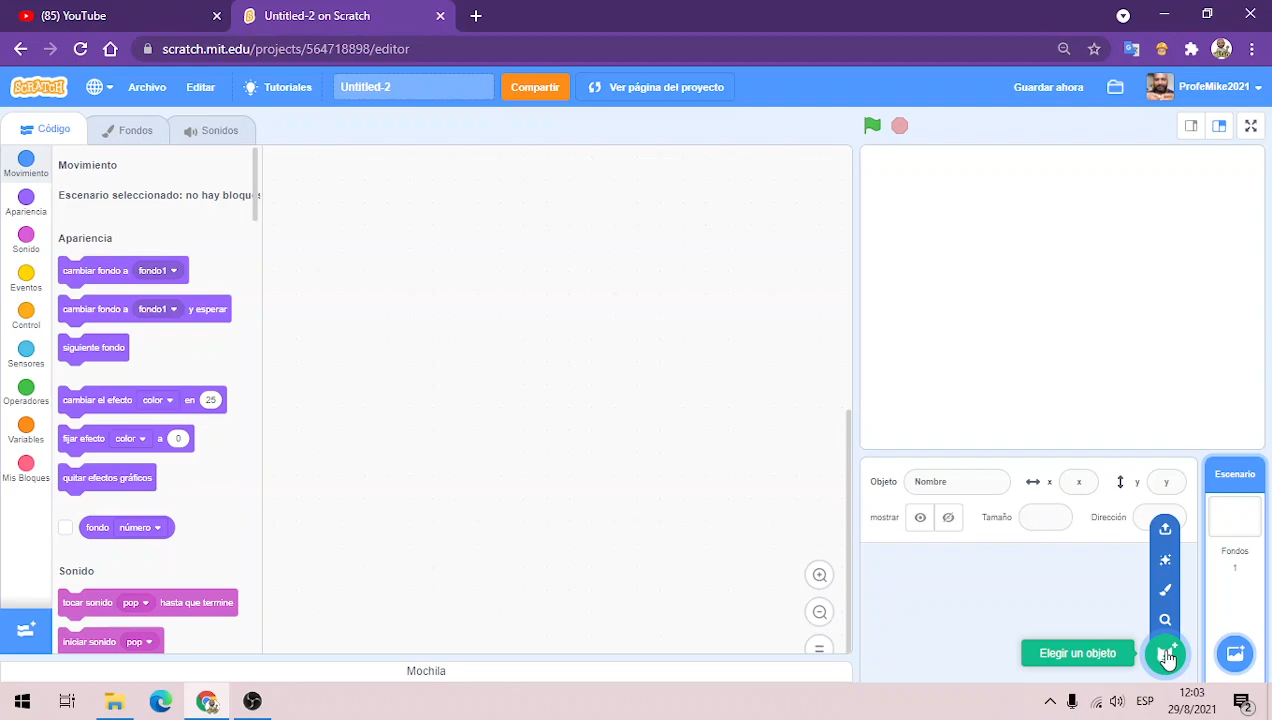 (85) YouTube
Untitled-2 on Scratch
scratch.mit.edu/projects/564718898/editor
SCRATCH
Archivo
Editar
Tutoriales
Untitled-2
Compartir
Ver página del proyecto
Guardar ahora
ProfeMike2021
Código
Fondos
Sonidos
Movimiento
Apariencia
Sonido
Eventos
Control
Sensores
Operadores
Variables
Mis Bloques
Movimiento
Escenario seleccionado: no hay bloques
Apariencia
cambiar fondo a fondo1
cambiar fondo a fondo1 y esperar
siguiente fondo
cambiar el efecto color en 25
fijar efecto color a 0
quitar efectos gráficos
fondo número
Sonido
tocar sonido pop hasta que termine
iniciar sonido pop
Mochila
Objeto Nombre x x y y
mostrar Tamaño Dirección
Elegir un objeto
Escenario
Fondos
1
ESP
12:03
29/8/2021
2